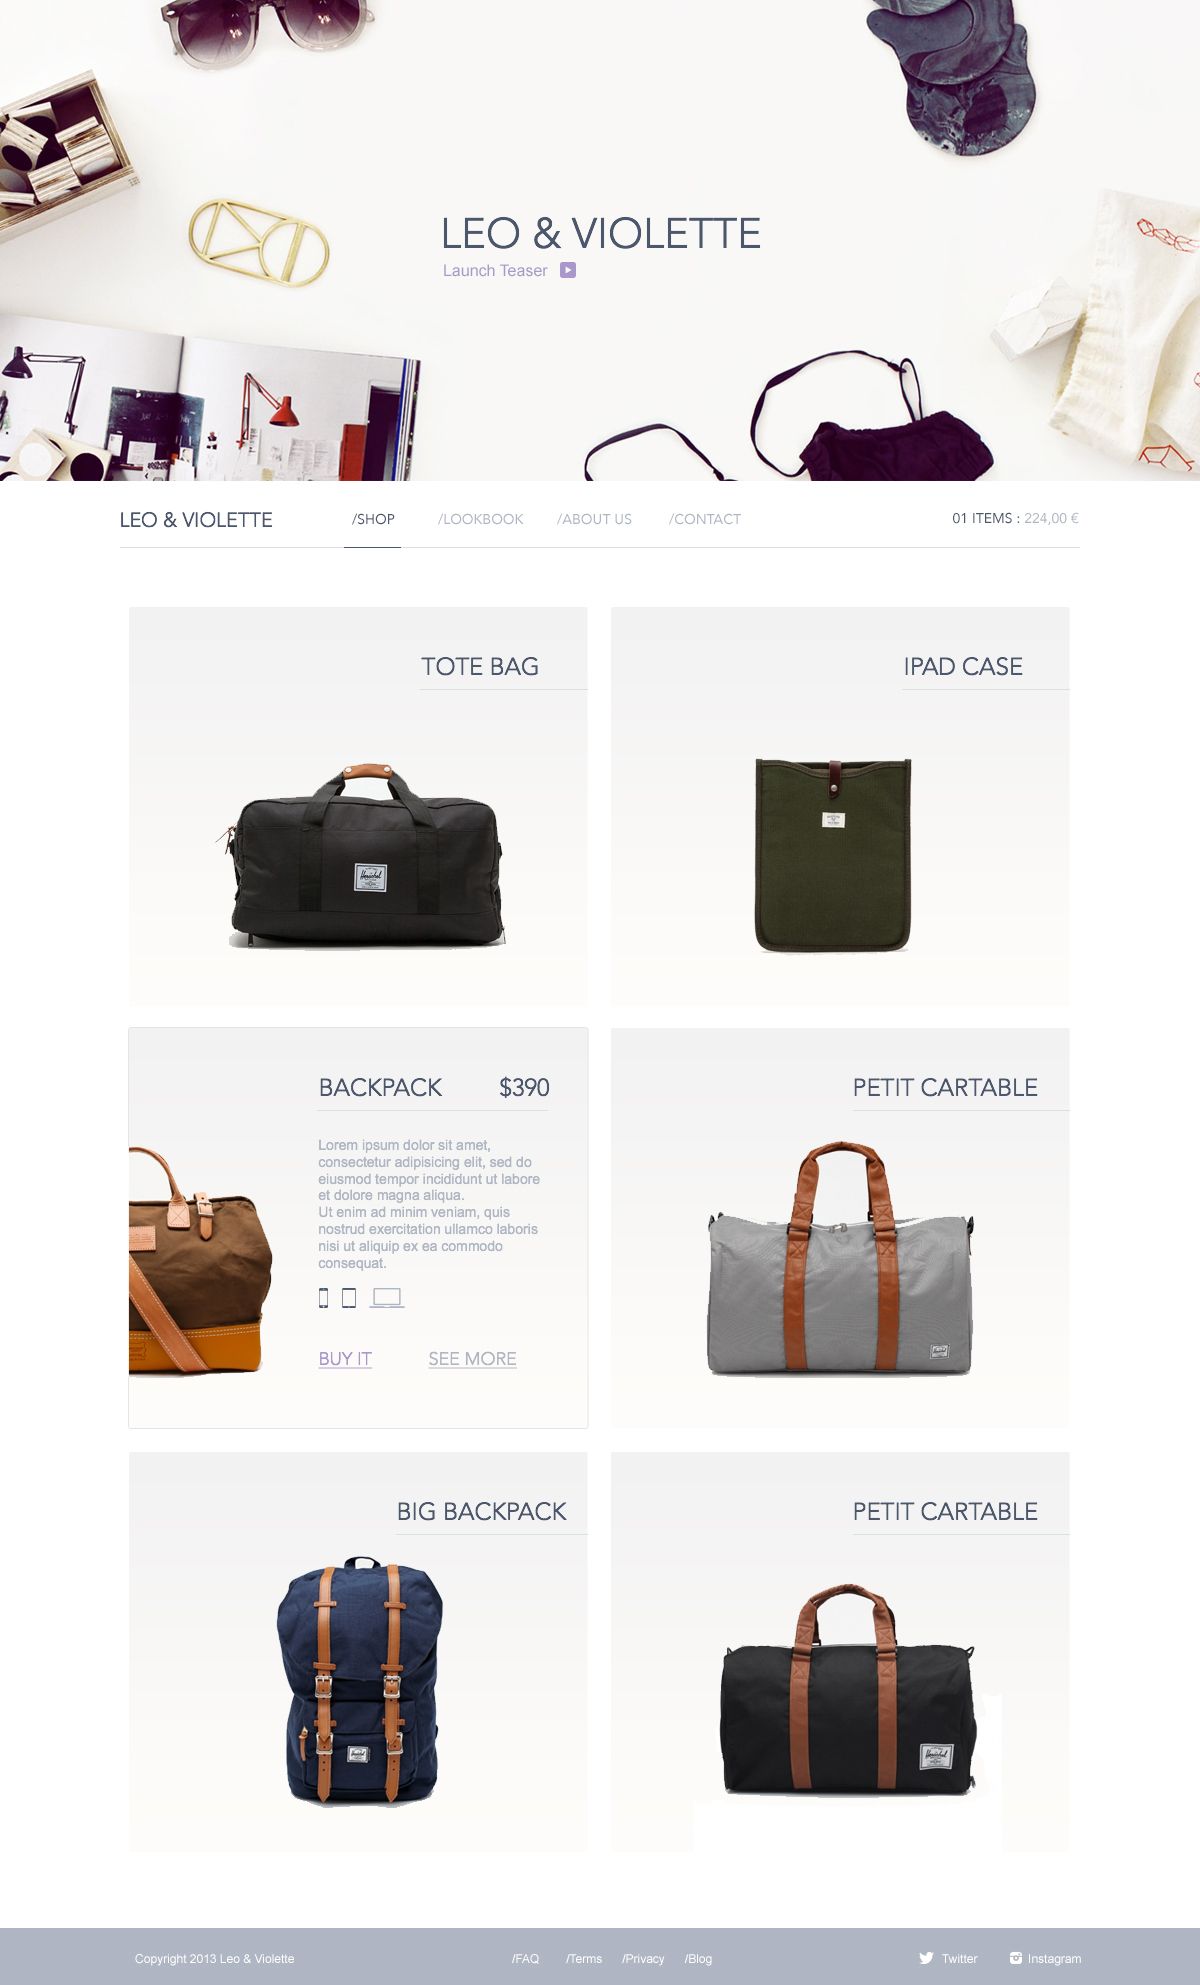 LEO & VIOLETTE
Launch Teaser
LEO & VIOLETTE
/SHOP
/LOOKBOOK
/ABOUT US
/CONTACT
01 ITEMS : 224,00 €
TOTE BAG
Herschel
IPAD CASE
BACKPACK $390
Lorem ipsum dolor sit amet,
consectetur adipisicing elit, sed do
eiusmod tempor incididunt ut labore
et dolore magna aliqua.
Ut enim ad minim veniam, quis
nostrud exercitation ullamco laboris
nisi ut aliquip ex ea commodo
consequat.
BUY IT
SEE MORE
PETIT CARTABLE
BIG BACKPACK
PETIT CARTABLE
Herschel
Copyright 2013 Leo & Violette
/FAQ
/Terms
/Privacy
/Blog
Twitter
Instagram